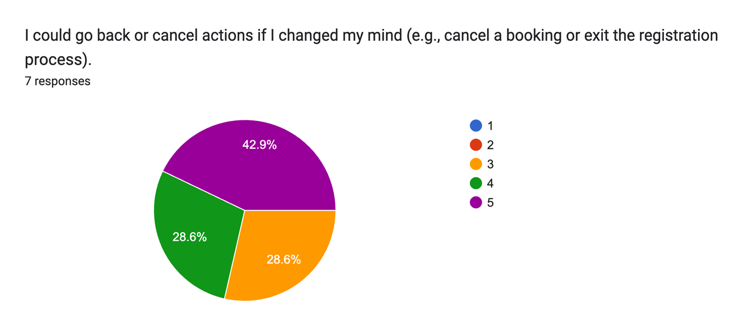 I could go back or cancel actions if I changed my mind (e.g., cancel a booking or exit the registration
process).
7 responses
42.9%
28.6%
28.6%
1
2
3
4
5